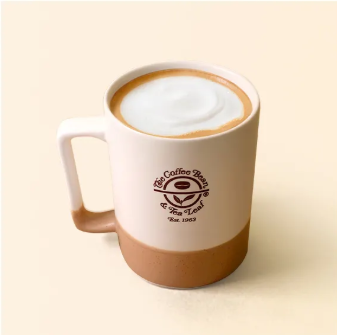 The Coffee Bean®
& Tea Leaf
Est. 1963